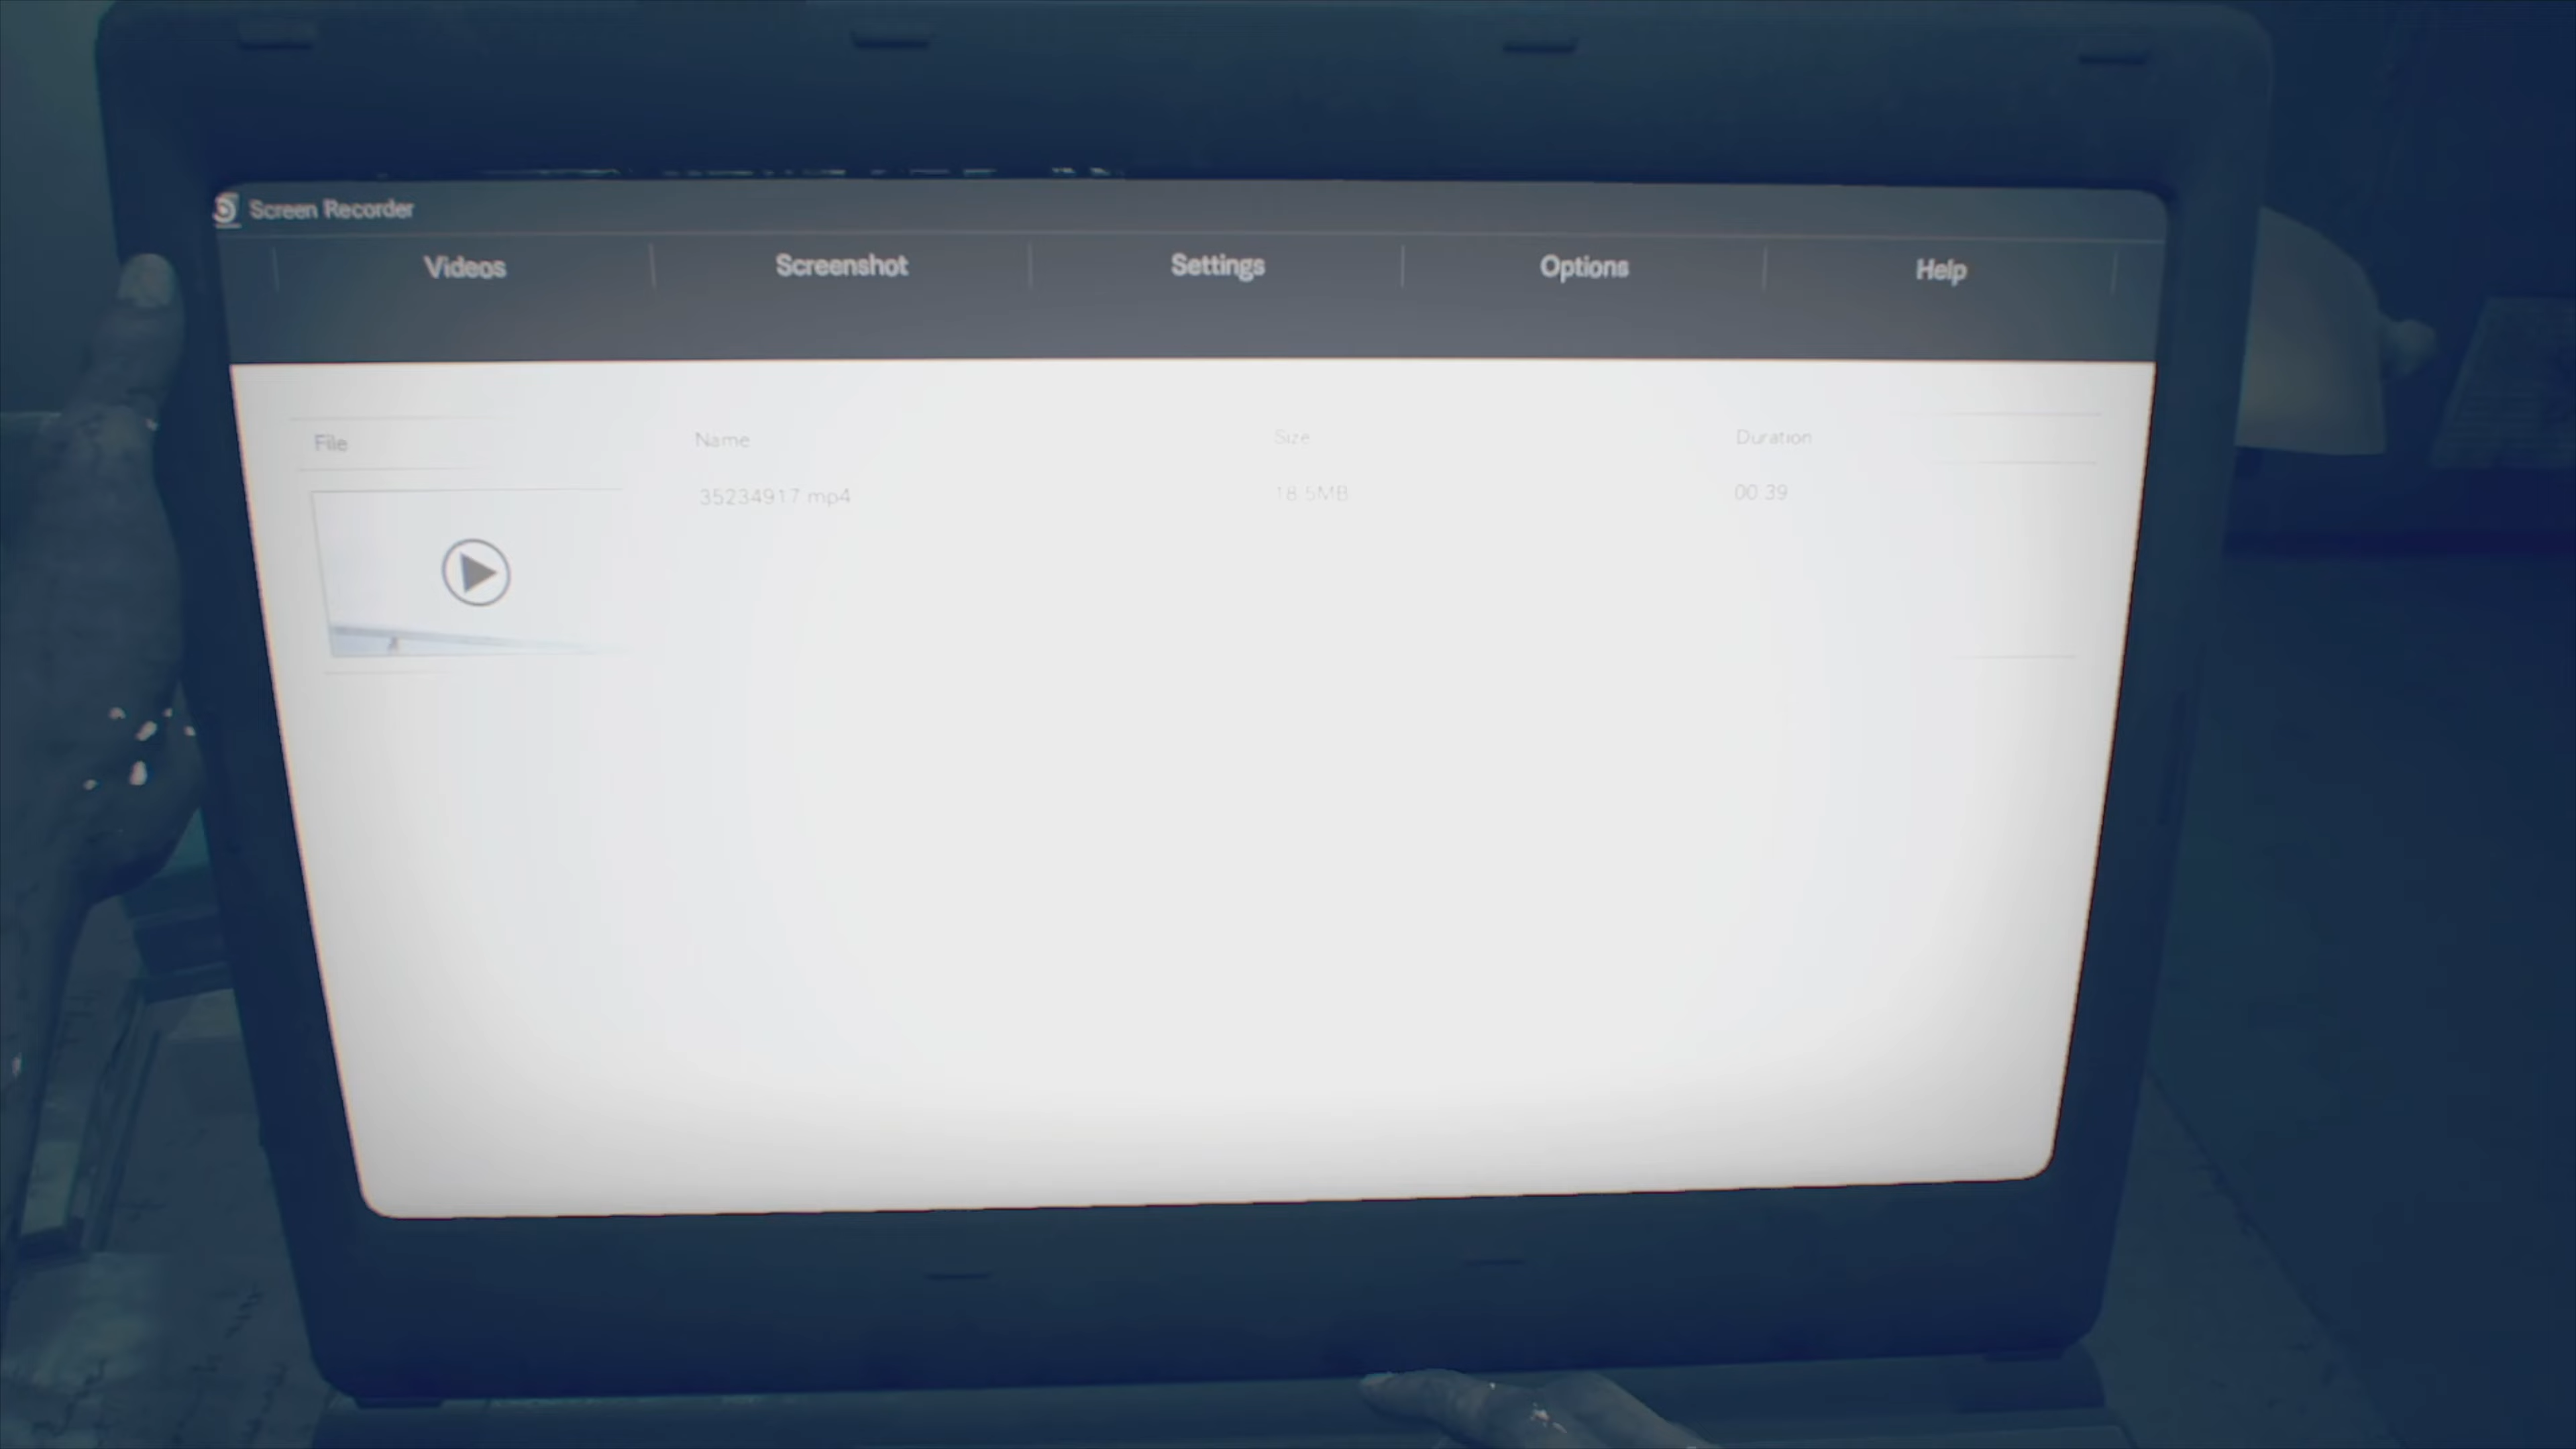 Screen Recorder
Videos Screenshot Settings Options Help
File Name Size Duration
35234917.mp4 18.5MB 00:39